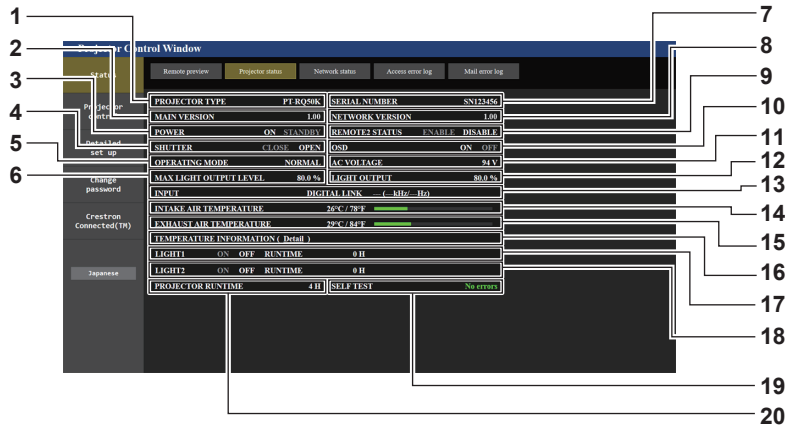 1
2
3
4
5
6
7
8
9
10
11
12
13
14
15
16
17
18
19
20
Projector Control Window
Status
Remote preview Projector status Network status Access error log Mail error log
Projector control
Detailed set up
Change password
Crestron Connected(TM)
Japanese
PROJECTOR TYPE PT-RQ50K SERIAL NUMBER SN123456
MAIN VERSION 1.00 NETWORK VERSION 1.00
POWER ON STANDBY REMOTE2 STATUS ENABLE DISABLE
SHUTTER CLOSE OPEN OSD ON OFF
OPERATING MODE NORMAL AC VOLTAGE 94 V
MAX LIGHT OUTPUT LEVEL 80.0 % LIGHT OUTPUT 80.0 %
INPUT DIGITAL LINK --- (---kHz/---Hz)
INTAKE AIR TEMPERATURE 26°C / 78°F
EXHAUST AIR TEMPERATURE 29°C / 84°F
TEMPERATURE INFORMATION ( Detail )
LIGHT1 ON OFF RUNTIME 0 H
LIGHT2 ON OFF RUNTIME 0 H
PROJECTOR RUNTIME 4 H SELF TEST No errors